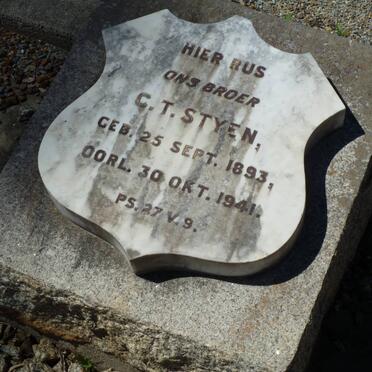 HIER RUS
ONS BROER
C. T. STYEN,
GEB. 25 SEPT. 1893,
OORL. 30 OKT. 1941.
PS. 27 V. 9.